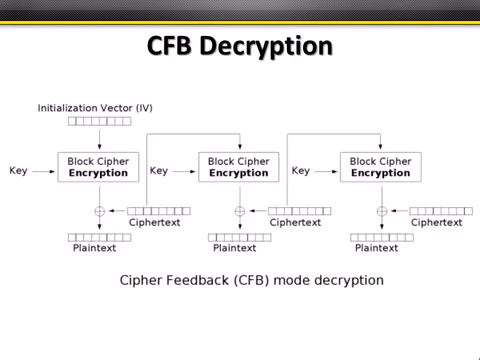 CFB Decryption
Initialization Vector (IV)
Key
Block Cipher
Encryption
Key
Block Cipher
Encryption
Key
Block Cipher
Encryption
Ciphertext
Ciphertext
Ciphertext
Plaintext
Plaintext
Plaintext
Cipher Feedback (CFB) mode decryption